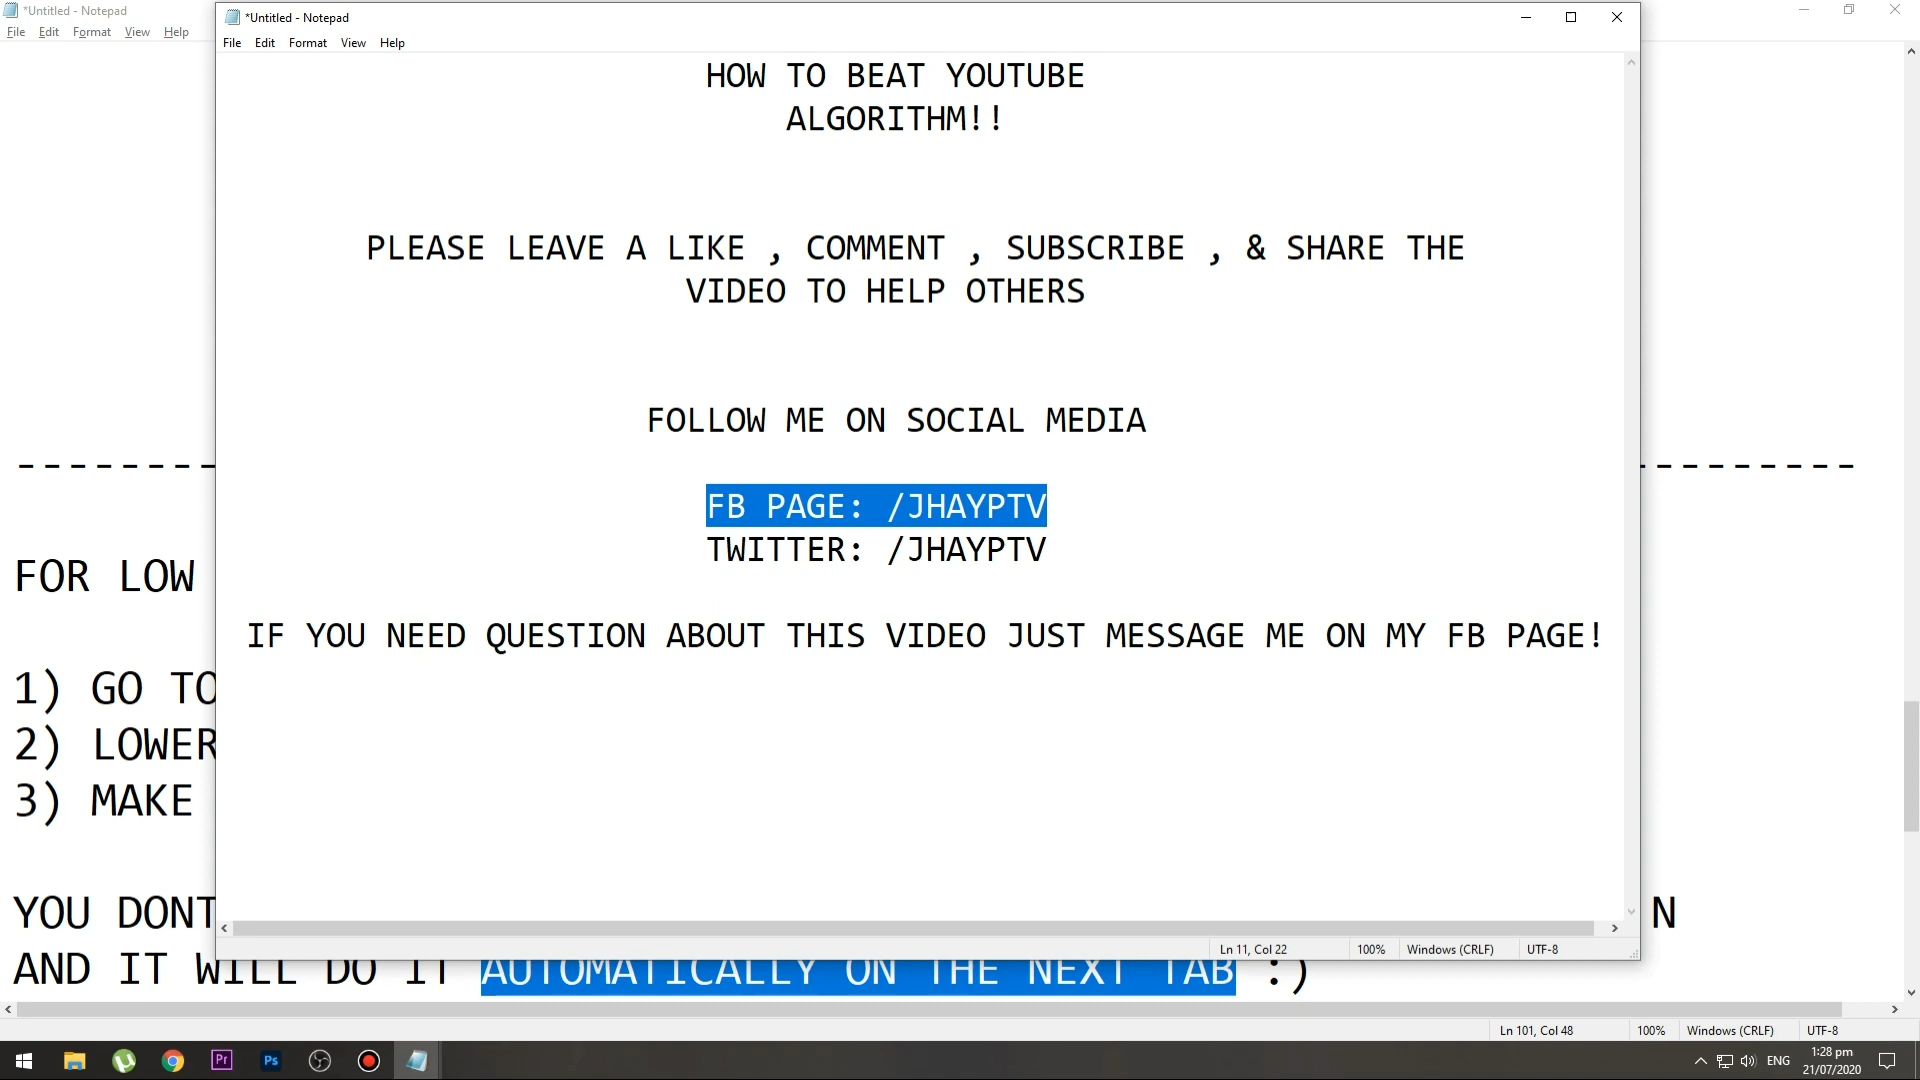 *Untitled - Notepad
File Edit Format View Help
*Untitled - Notepad
File Edit Format View Help
HOW TO BEAT YOUTUBE
ALGORITHM!!
PLEASE LEAVE A LIKE , COMMENT , SUBSCRIBE , & SHARE THE
VIDEO TO HELP OTHERS
FOLLOW ME ON SOCIAL MEDIA
FB PAGE: /JHAYPTV
TWITTER: /JHAYPTV
IF YOU NEED QUESTION ABOUT THIS VIDEO JUST MESSAGE ME ON MY FB PAGE!
Ln 11, Col 22 100% Windows (CRLF) UTF-8
FOR LOW
1) GO TO
2) LOWER
3) MAKE
YOU DONT N
AND IT WILL DO IT AUTOMATICALLY ON THE NEXT TAB :)
Ln 101, Col 48 100% Windows (CRLF) UTF-8
Pr Ps ENG 1:28 pm
21/07/2020